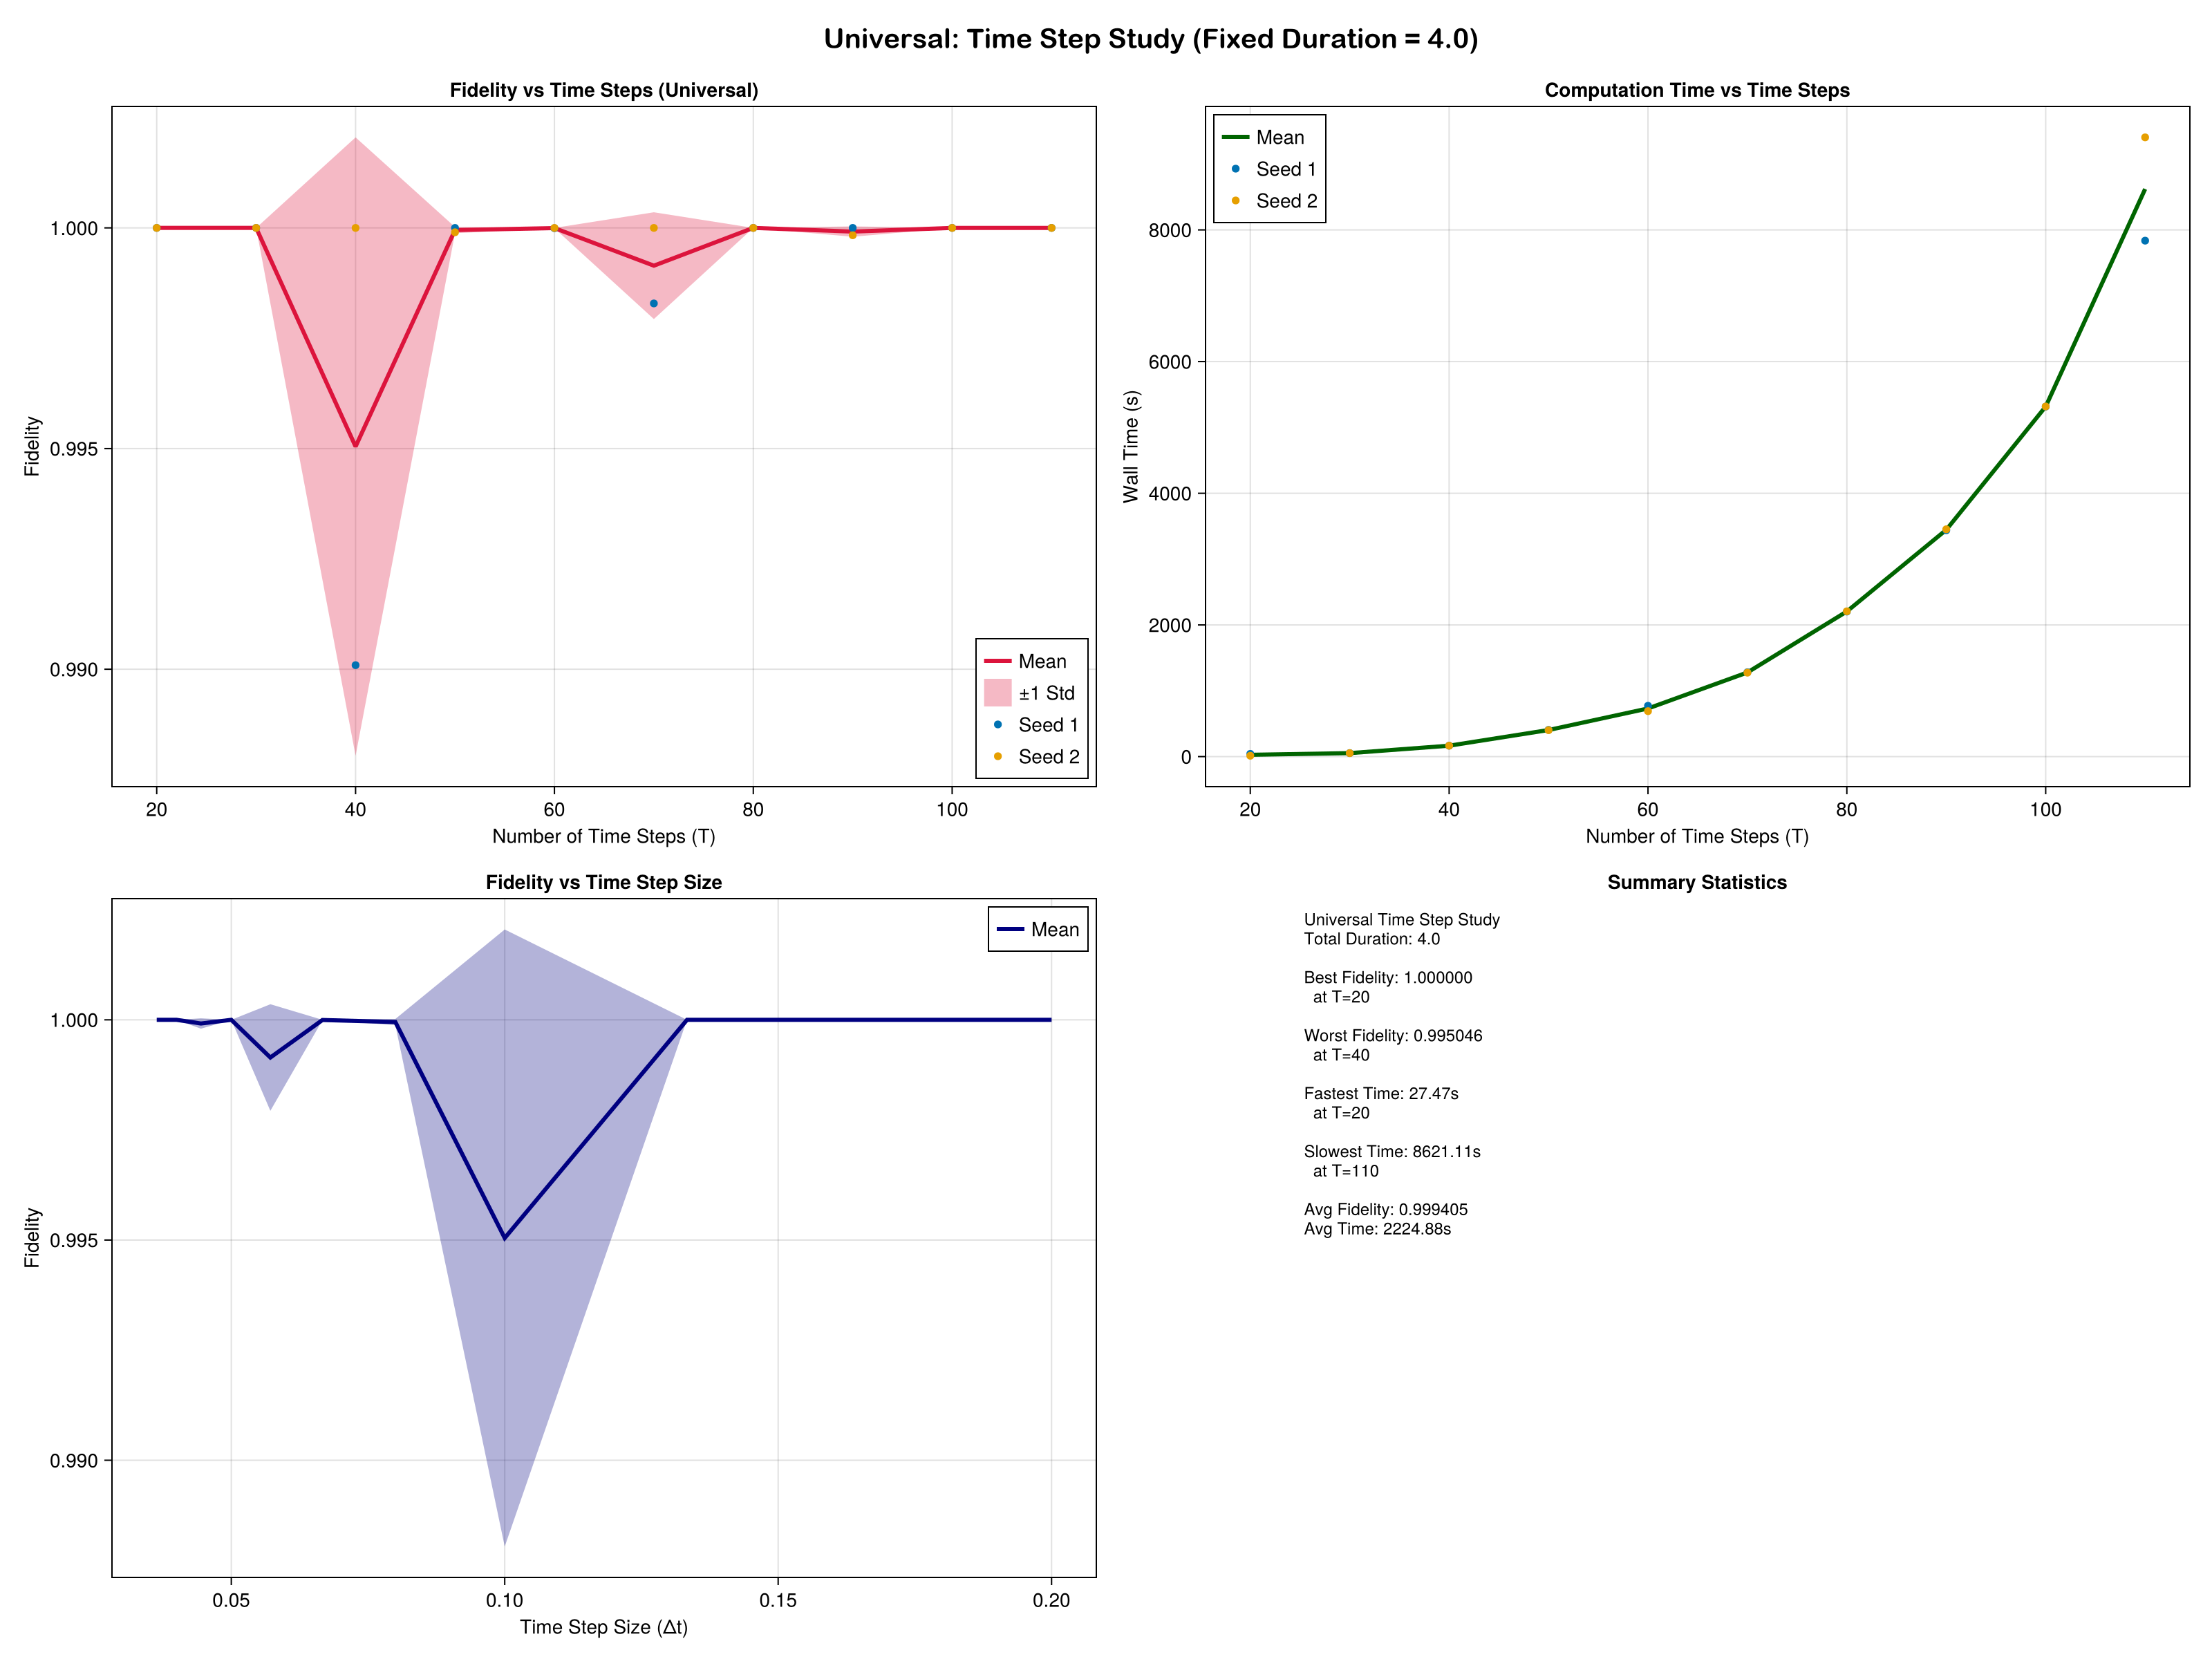 Universal: Time Step Study (Fixed Duration = 4.0)
Fidelity vs Time Steps (Universal)
Fidelity
1.000
0.995
0.990
20
40
60
80
100
Number of Time Steps (T)
Mean
±1 Std
Seed 1
Seed 2
Computation Time vs Time Steps
Mean
Seed 1
Seed 2
Wall Time (s)
8000
6000
4000
2000
0
20
40
60
80
100
Number of Time Steps (T)
Fidelity vs Time Step Size
Mean
Fidelity
1.000
0.995
0.990
0.05
0.10
0.15
0.20
Time Step Size (Δt)
Summary Statistics
Universal Time Step Study
Total Duration: 4.0
Best Fidelity: 1.000000
at T=20
Worst Fidelity: 0.995046
at T=40
Fastest Time: 27.47s
at T=20
Slowest Time: 8621.11s
at T=110
Avg Fidelity: 0.999405
Avg Time: 2224.88s